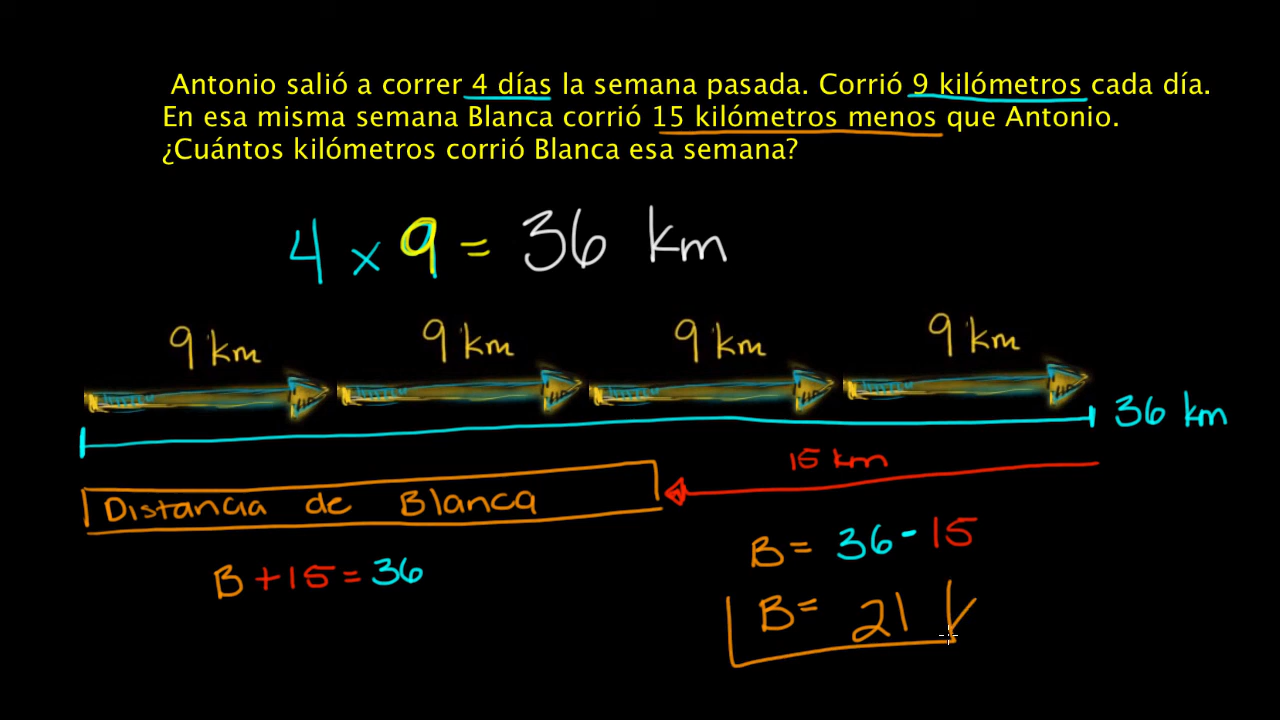 Antonio salió a correr 4 días la semana pasada. Corrió 9 kilómetros cada día.
En esa misma semana Blanca corrió 15 kilómetros menos que Antonio.
¿Cuántos kilómetros corrió Blanca esa semana?
4 x 9 = 36 km
9 km 9 km 9 km 9 km
36 km
15 km
Distancia de Blanca
B = 36 - 15
B + 15 = 36
B = 21 k